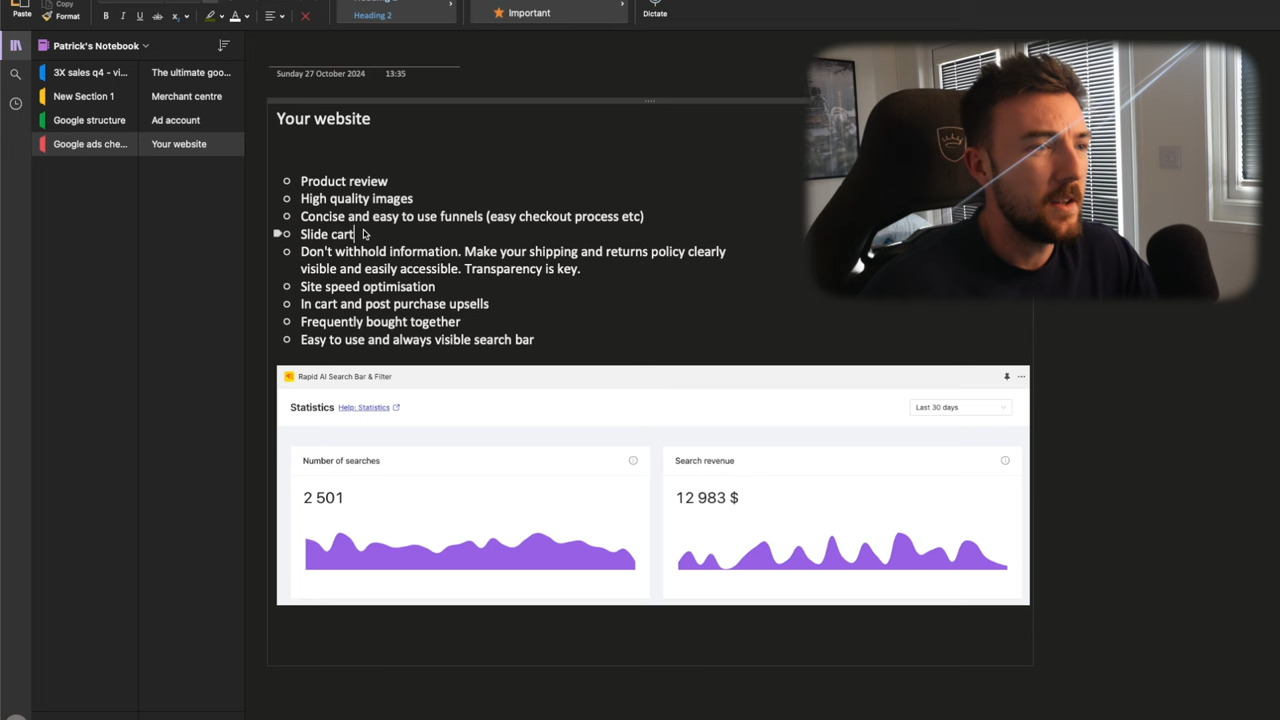 Paste
Copy
Format
B I U ab x
A
Heading 2
Important
Dictate
Patrick's Notebook
3X sales q4 - vi...
New Section 1
Google structure
Google ads che...
The ultimate goo...
Merchant centre
Ad account
Your website
Sunday 27 October 2024 13:35
Your website
Product review
High quality images
Concise and easy to use funnels (easy checkout process etc)
Slide cart
Don't withhold information. Make your shipping and returns policy clearly
visible and easily accessible. Transparency is key.
Site speed optimisation
In cart and post purchase upsells
Frequently bought together
Easy to use and always visible search bar
Rapid AI Search Bar & Filter
Statistics Help: Statistics
Last 30 days
Number of searches
2 501
Search revenue
12 983 $